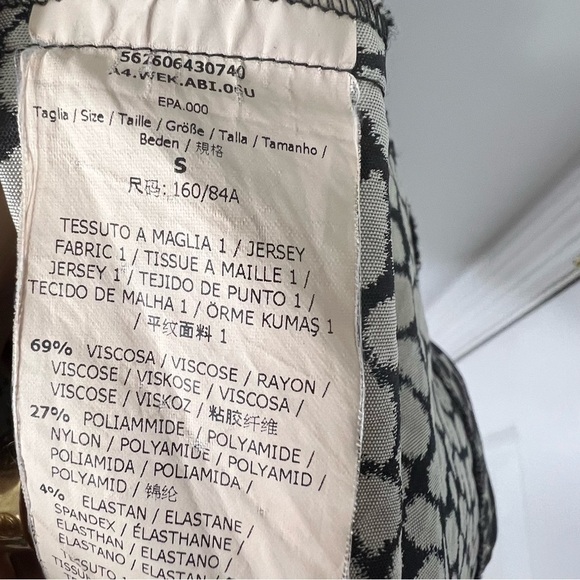 562606430740
A4.WEK.ABI.06U
EPA.000
Taglia / Size / Taille / Größe / Talla / Tamanho /
Beden / 規格
S
尺码: 160/84A
TESSUTO A MAGLIA 1 / JERSEY
FABRIC 1 / TISSUE A MAILLE 1 /
JERSEY 1 / TEJIDO DE PUNTO 1 /
TECIDO DE MALHA 1 / ÖRME KUMAŞ 1
/ 平纹面料 1
69% VISCOSA / VISCOSE / RAYON /
VISCOSE / VISKOSE / VISCOSA /
VISCOSE / VISKOZ / 粘胶纤维
27% POLIAMMIDE / POLYAMIDE /
NYLON / POLYAMIDE / POLYAMID /
POLIAMIDA / POLIAMIDA /
POLYAMID / 锦纶
4% ELASTAN / ELASTANE /
SPANDEX / ÉLASTHANNE /
ELASTHAN / ELASTANO /
ELASTANO / ELASTAN /